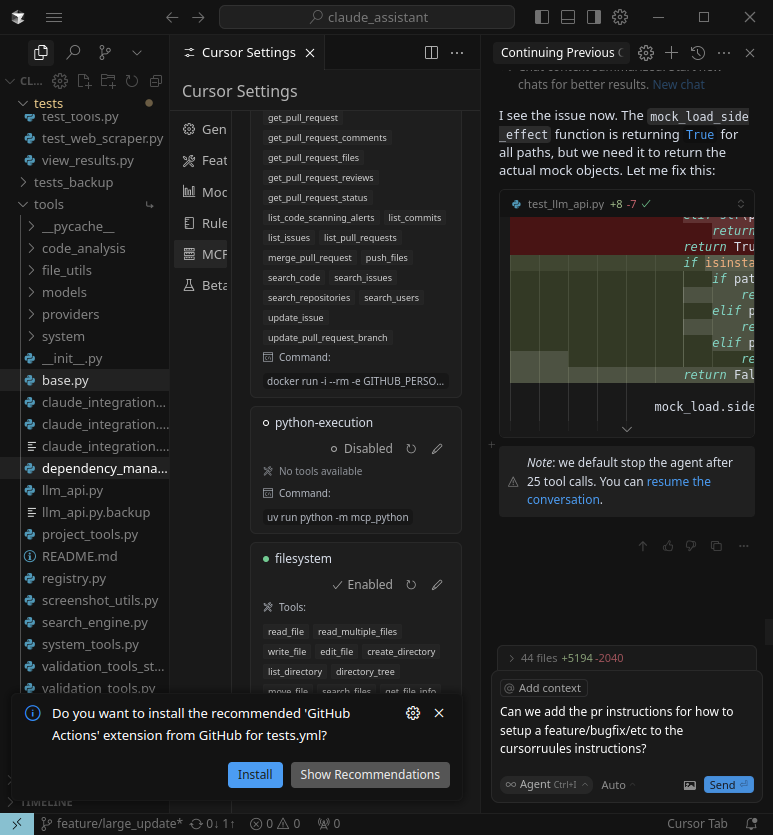 claude_assistant
CL...
tests
test_tools.py
test_web_scraper.py
view_results.py
tests_backup
tools
__pycache__
code_analysis
file_utils
models
providers
system
__init__.py
base.py
claude_integration...
claude_integration....
claude_integration....
dependency_mana...
llm_api.py
llm_api.py.backup
project_tools.py
README.md
registry.py
screenshot_utils.py
search_engine.py
system_tools.py
validation_tools_st...
validation_tools.py
TIMELINE
Cursor Settings
Cursor Settings
Gen
Feat
Mod
Rule
MCP
Beta
get_pull_request
get_pull_request_comments
get_pull_request_files
get_pull_request_reviews
get_pull_request_status
list_code_scanning_alerts list_commits
list_issues list_pull_requests
merge_pull_request push_files
search_code search_issues
search_repositories search_users
update_issue
update_pull_request_branch
Command:
docker run -i --rm -e GITHUB_PERSO...
python-execution
Disabled
No tools available
Command:
uv run python -m mcp_python
filesystem
Enabled
Tools:
read_file read_multiple_files
write_file edit_file create_directory
list_directory directory_tree
move_file search_files get_file_info
Continuing Previous C
chats for better results. New chat
I see the issue now. The mock_load_side
_effect function is returning True for
all paths, but we need it to return the
actual mock objects. Let me fix this:
test_llm_api.py +8 -7
return
return Tru
if isinsta
if pat
re
elif p
re
elif p
re
return Fal
mock_load.side
Note: we default stop the agent after
25 tool calls. You can resume the
conversation.
44 files +5194 -2040
@ Add context
Can we add the pr instructions for how to
setup a feature/bugfix/etc to the
cursorruules instructions?
Agent Ctrl+I Auto Send
Do you want to install the recommended 'GitHub
Actions' extension from GitHub for tests.yml?
Install Show Recommendations
feature/large_update* 0↓ 1↑ 0 0 0 Cursor Tab